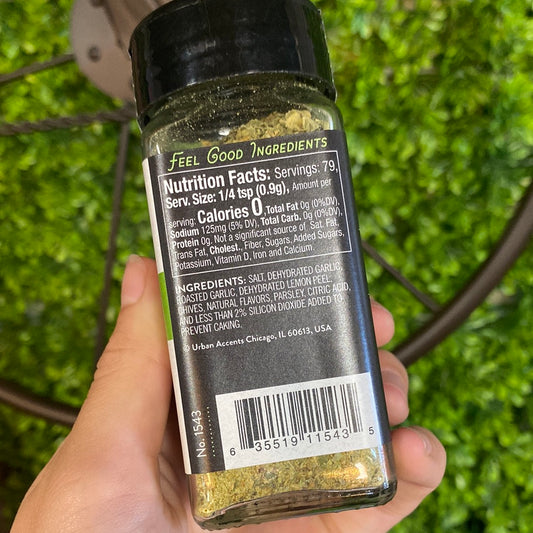 FEEL GOOD INGREDIENTS
Nutrition Facts: Servings: 79,
Serv. Size: 1/4 tsp (0.9g), Amount per
serving: Calories 0, Total Fat 0g (0%DV),
Sodium 125mg (5% DV), Total Carb. 0g (0%DV),
Protein 0g. Not a significant source of Sat. Fat,
Trans Fat, Cholest., Fiber, Sugars, Added Sugars,
Potassium, Vitamin D, Iron and Calcium.
INGREDIENTS: SALT, DEHYDRATED GARLIC,
ROASTED GARLIC, DEHYDRATED LEMON PEEL,
CHIVES, NATURAL FLAVORS, PARSLEY, CITRIC ACID,
AND LESS THAN 2% SILICON DIOXIDE ADDED TO
PREVENT CAKING.
© Urban Accents Chicago, IL 60613, USA
No. 1543
6 35519 11543 5